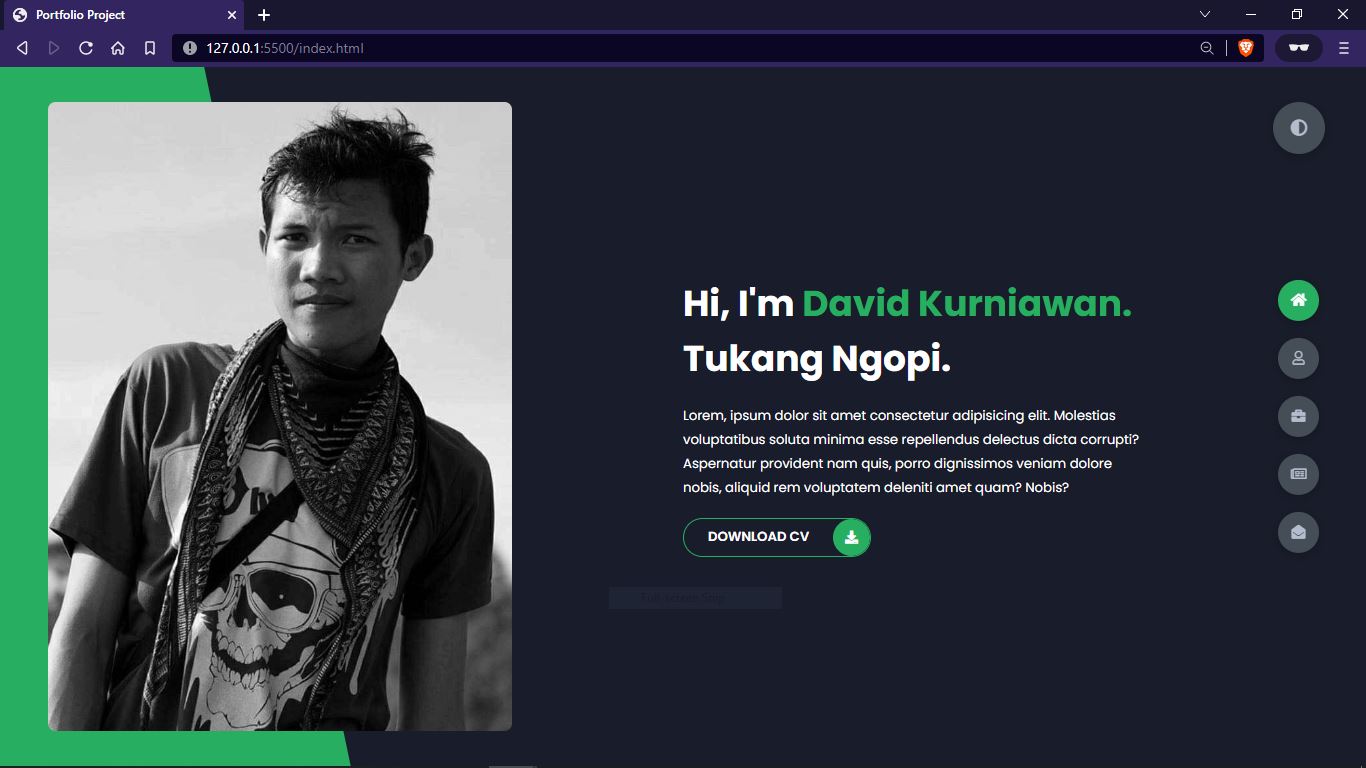 Portfolio Project
127.0.0.1:5500/index.html
Hi, I'm David Kurniawan.
Tukang Ngopi.
Lorem, ipsum dolor sit amet consectetur adipisicing elit. Molestias
voluptatibus soluta minima esse repellendus delectus dicta corrupti?
Aspernatur provident nam quis, porro dignissimos veniam dolore
nobis, aliquid rem voluptatem deleniti amet quam? Nobis?
DOWNLOAD CV
Full-screen Snip